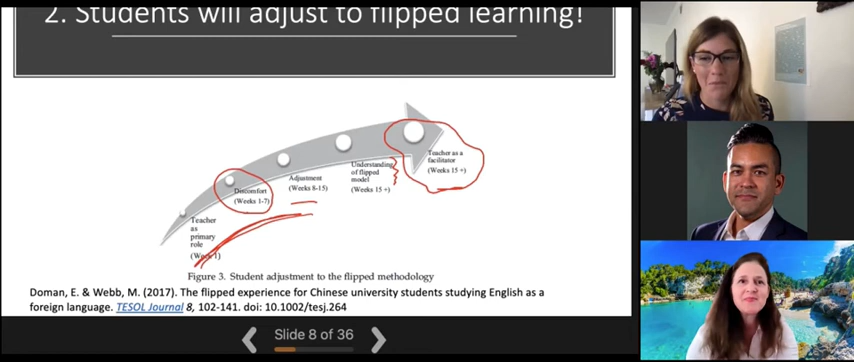 2. Students will adjust to flipped learning!
Teacher as a
facilitator
(Weeks 15 +)
Understanding
of flipped
model
(Weeks 15 +)
Adjustment
(Weeks 8-15)
Discomfort
(Weeks 1-7)
Teacher
as
primary
role
(Week 1)
Figure 3. Student adjustment to the flipped methodology
Doman, E. & Webb, M. (2017). The flipped experience for Chinese university students studying English as a
foreign language. TESOL Journal 8, 102-141. doi: 10.1002/tesj.264
Slide 8 of 36